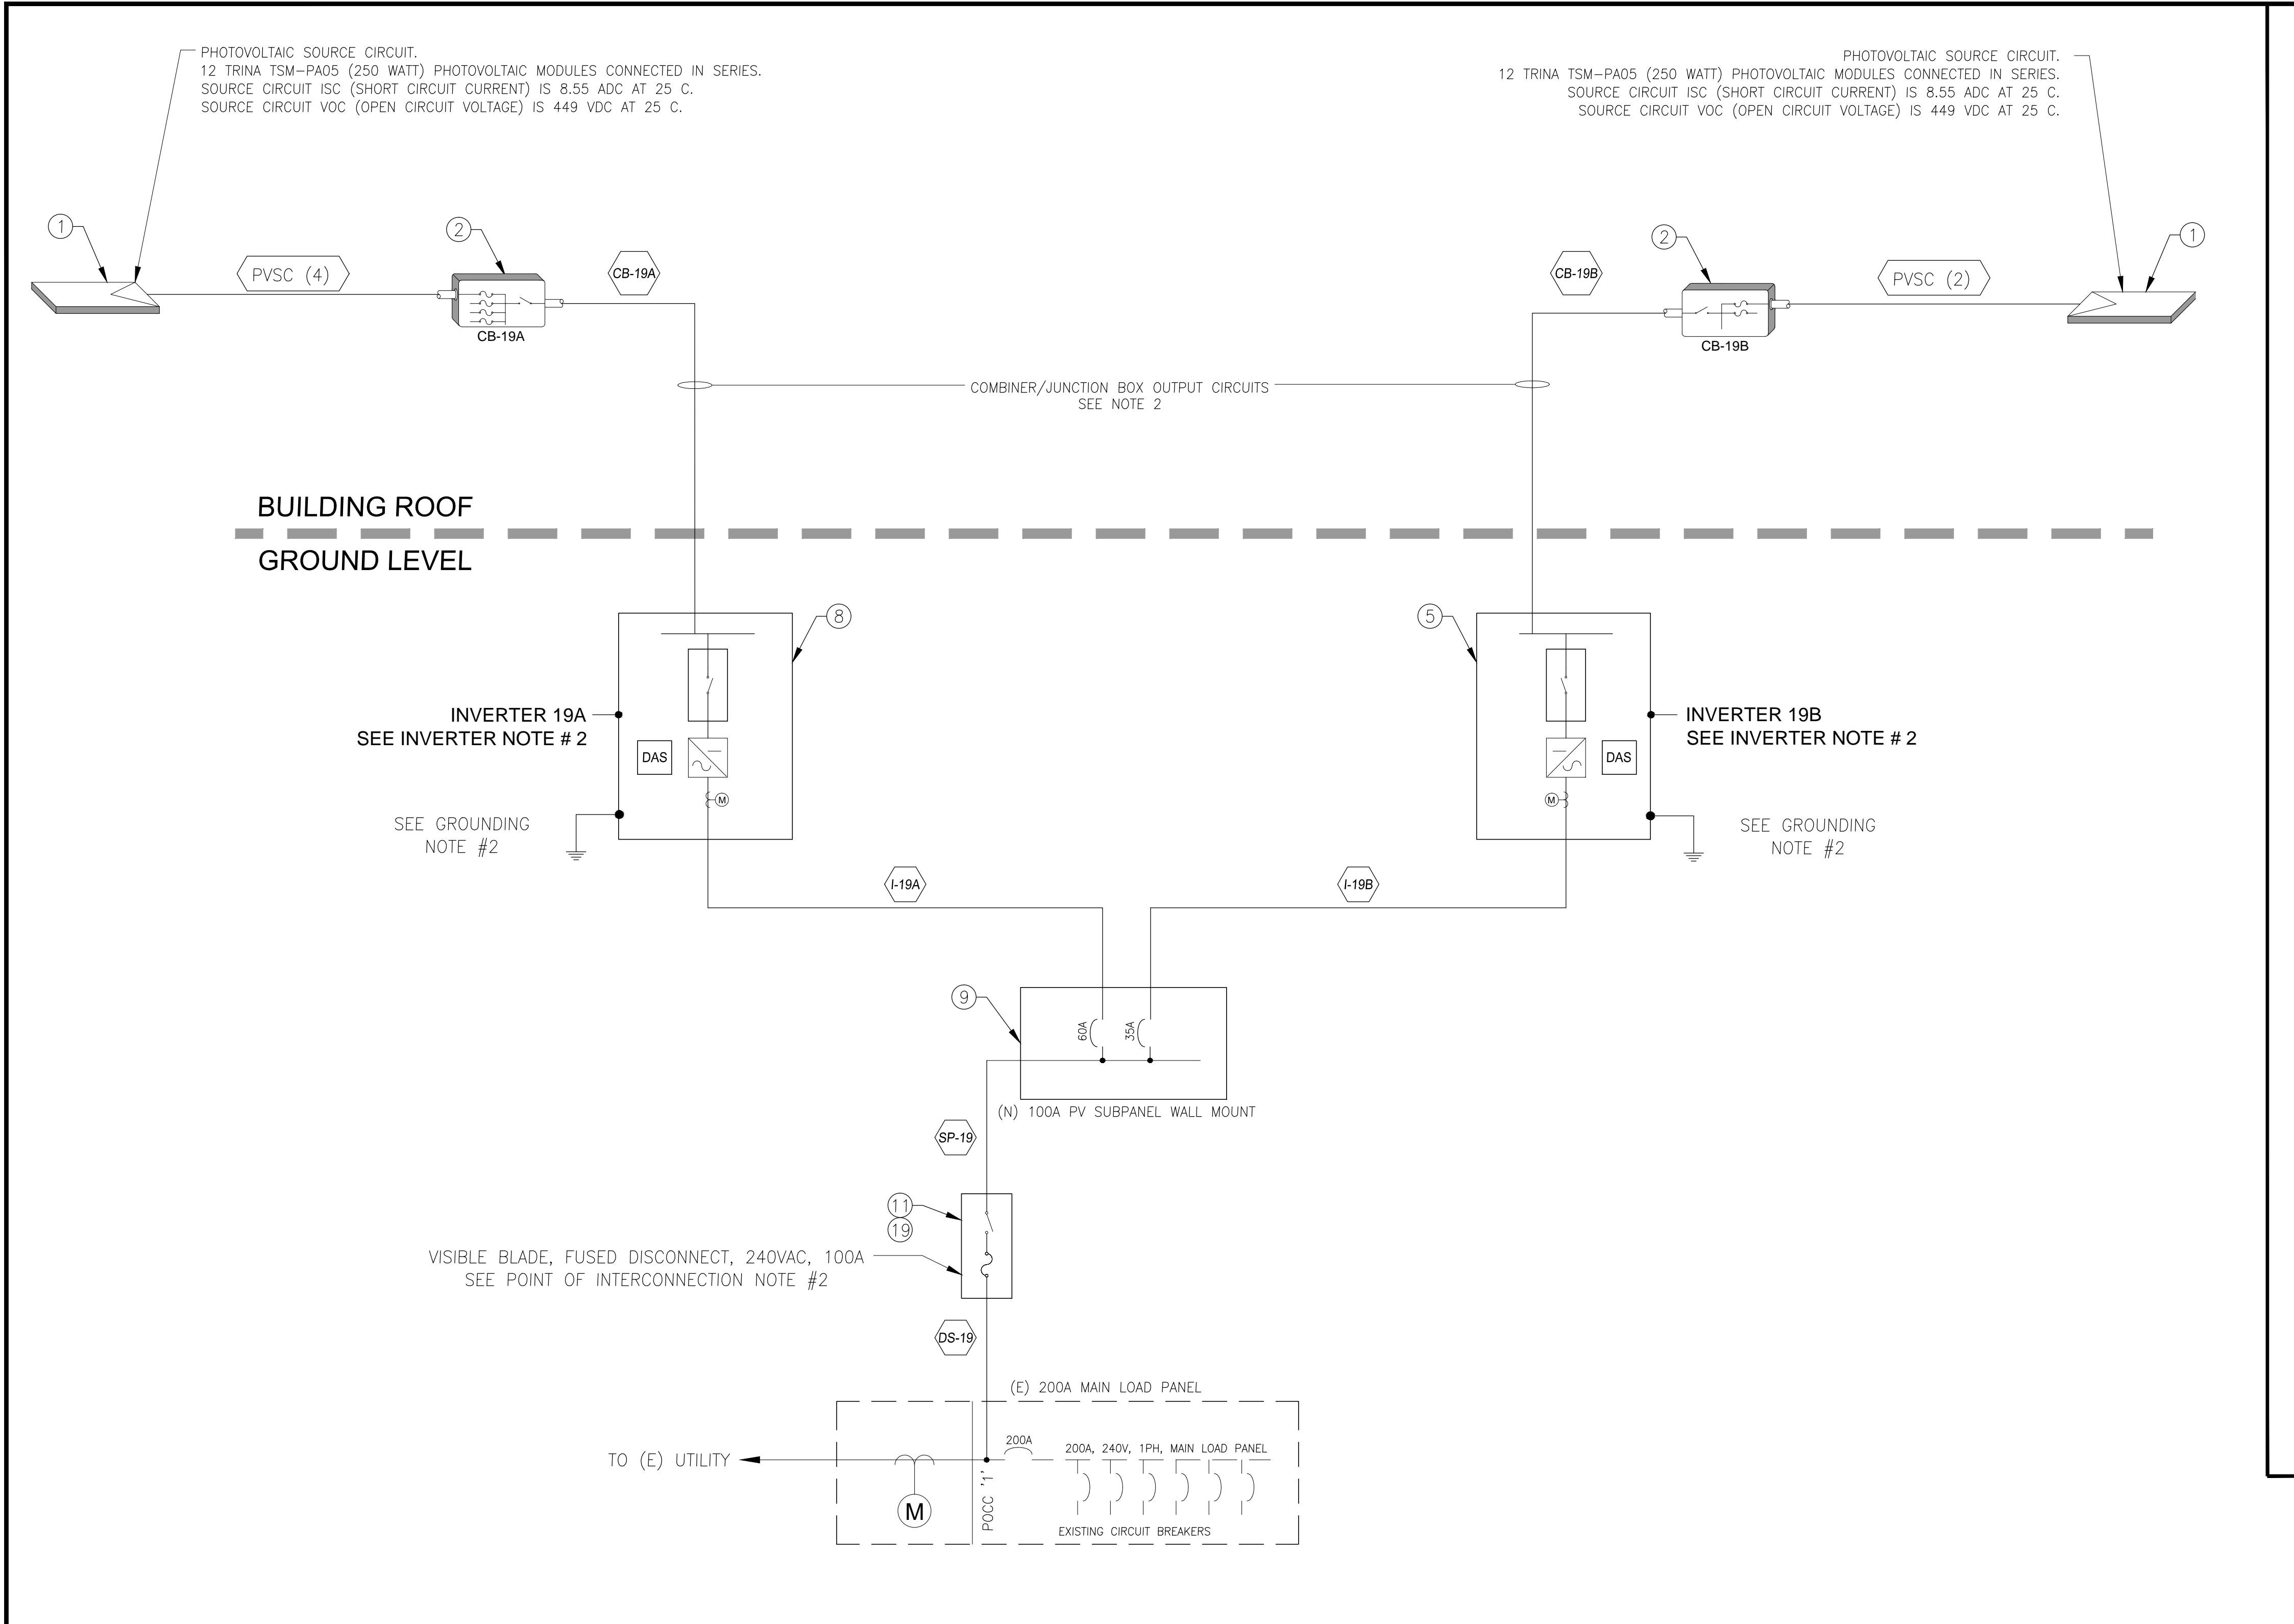 PHOTOVOLTAIC SOURCE CIRCUIT.
12 TRINA TSM-PA05 (250 WATT) PHOTOVOLTAIC MODULES CONNECTED IN SERIES.
SOURCE CIRCUIT ISC (SHORT CIRCUIT CURRENT) IS 8.55 ADC AT 25 C.
SOURCE CIRCUIT VOC (OPEN CIRCUIT VOLTAGE) IS 449 VDC AT 25 C.
PHOTOVOLTAIC SOURCE CIRCUIT.
12 TRINA TSM-PA05 (250 WATT) PHOTOVOLTAIC MODULES CONNECTED IN SERIES.
SOURCE CIRCUIT ISC (SHORT CIRCUIT CURRENT) IS 8.55 ADC AT 25 C.
SOURCE CIRCUIT VOC (OPEN CIRCUIT VOLTAGE) IS 449 VDC AT 25 C.
1
PVSC (4)
2
CB-19A
CB-19A
CB-19B
2
CB-19B
PVSC (2)
1
COMBINER/JUNCTION BOX OUTPUT CIRCUITS
SEE NOTE 2
BUILDING ROOF
GROUND LEVEL
8
5
INVERTER 19A
SEE INVERTER NOTE # 2
DAS
M
INVERTER 19B
SEE INVERTER NOTE # 2
DAS
M
SEE GROUNDING
NOTE #2
SEE GROUNDING
NOTE #2
I-19A
I-19B
9
60A
35A
(N) 100A PV SUBPANEL WALL MOUNT
SP-19
11
19
VISIBLE BLADE, FUSED DISCONNECT, 240VAC, 100A
SEE POINT OF INTERCONNECTION NOTE #2
DS-19
(E) 200A MAIN LOAD PANEL
TO (E) UTILITY
M
POCC '1'
200A
200A, 240V, 1PH, MAIN LOAD PANEL
EXISTING CIRCUIT BREAKERS